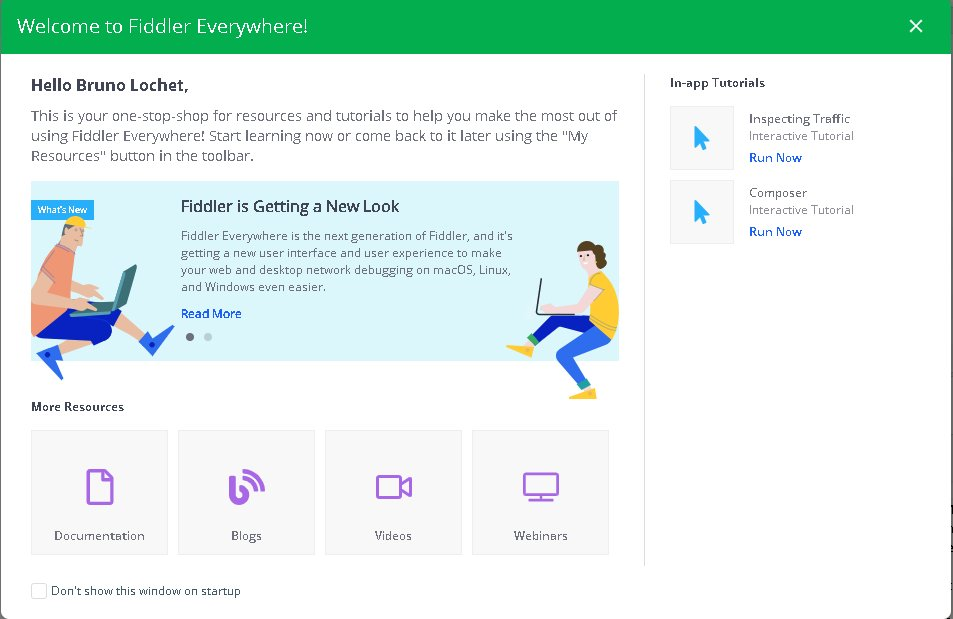 Welcome to Fiddler Everywhere!
Hello Bruno Lochet,
This is your one-stop-shop for resources and tutorials to help you make the most out of
using Fiddler Everywhere! Start learning now or come back to it later using the "My
Resources" button in the toolbar.
What's New
Fiddler is Getting a New Look
Fiddler Everywhere is the next generation of Fiddler, and it's
getting a new user interface and user experience to make
your web and desktop network debugging on macOS, Linux,
and Windows even easier.
Read More
More Resources
Documentation
Blogs
Videos
Webinars
Don't show this window on startup
In-app Tutorials
Inspecting Traffic
Interactive Tutorial
Run Now
Composer
Interactive Tutorial
Run Now